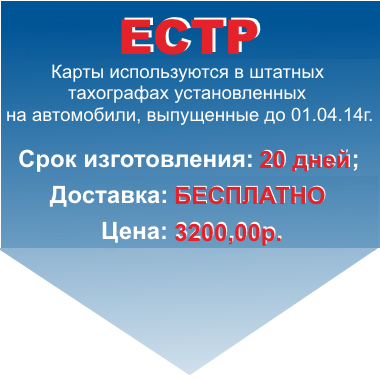 ЕСТР
Карты используются в штатных
тахографах установленных
на автомобили, выпущенные до 01.04.14г.
Срок изготовления: 20 дней;
Доставка: БЕСПЛАТНО
Цена: 3200,00р.